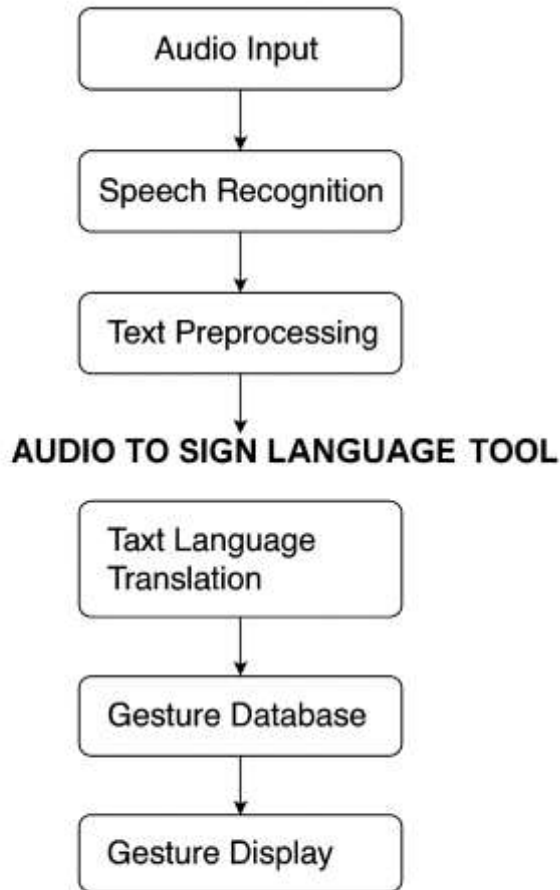 Audio Input
Speech Recognition
Text Preprocessing
AUDIO TO SIGN LANGUAGE TOOL
Taxt Language
Translation
Gesture Database
Gesture Display